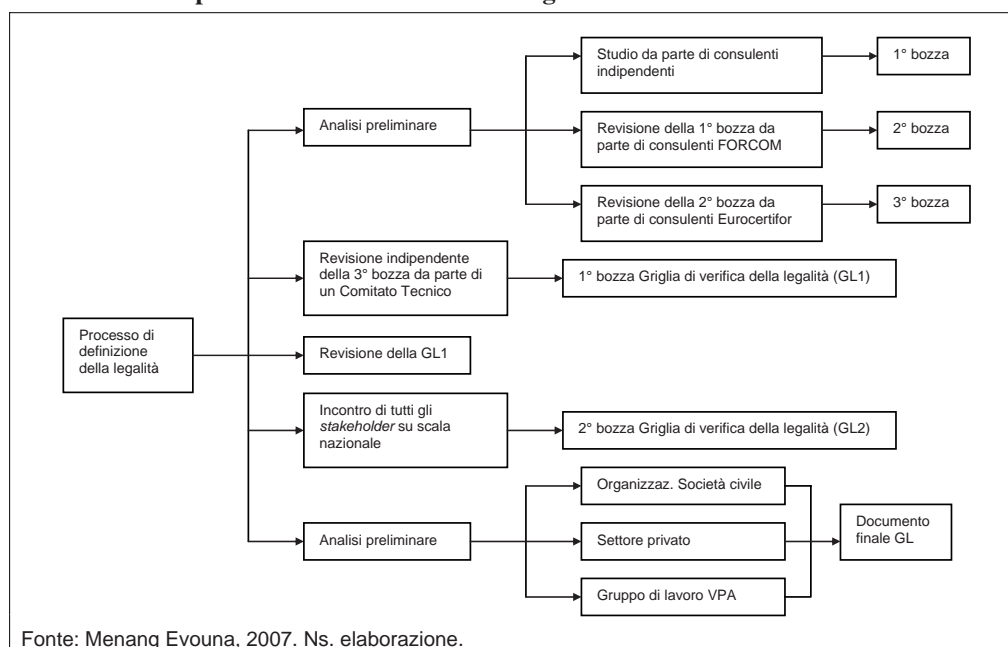 Studio da parte di consulenti
indipendenti
1° bozza
Analisi preliminare
Revisione della 1° bozza da
parte di consulenti FORCOM
2° bozza
Revisione della 2° bozza da
parte di consulenti Eurocertifor
3° bozza
Revisione indipendente
della 3° bozza da parte di
un Comitato Tecnico
1° bozza Griglia di verifica della legalità (GL1)
Processo di
definizione
della legalità
Revisione della GL1
Incontro di tutti gli
stakeholder su scala
nazionale
2° bozza Griglia di verifica della legalità (GL2)
Organizzaz. Società civile
Analisi preliminare
Settore privato
Documento
finale GL
Gruppo di lavoro VPA
Fonte: Menang Evouna, 2007. Ns. elaborazione.